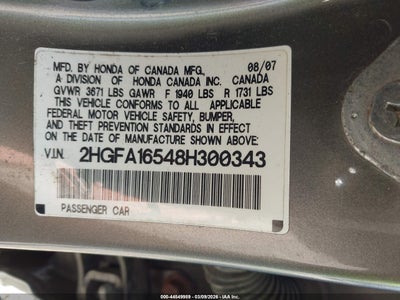 MFD. BY HONDA OF CANADA MFG., 08/07
A DIVISION OF HONDA CANADA INC. CANADA
GVWR 3671 LBS GAWR F 1940 LBS R 1731 LBS
THIS VEHICLE CONFORMS TO ALL APPLICABLE
FEDERAL MOTOR VEHICLE SAFETY, BUMPER,
AND THEFT PREVENTION STANDARDS IN EFFECT
ON THE DATE OF MANUFACTURE SHOWN ABOVE:
V.I.N. 2HGFA16548H300343
PASSENGER CAR
000-44549959 - 03/09/2026 - IAA Inc.